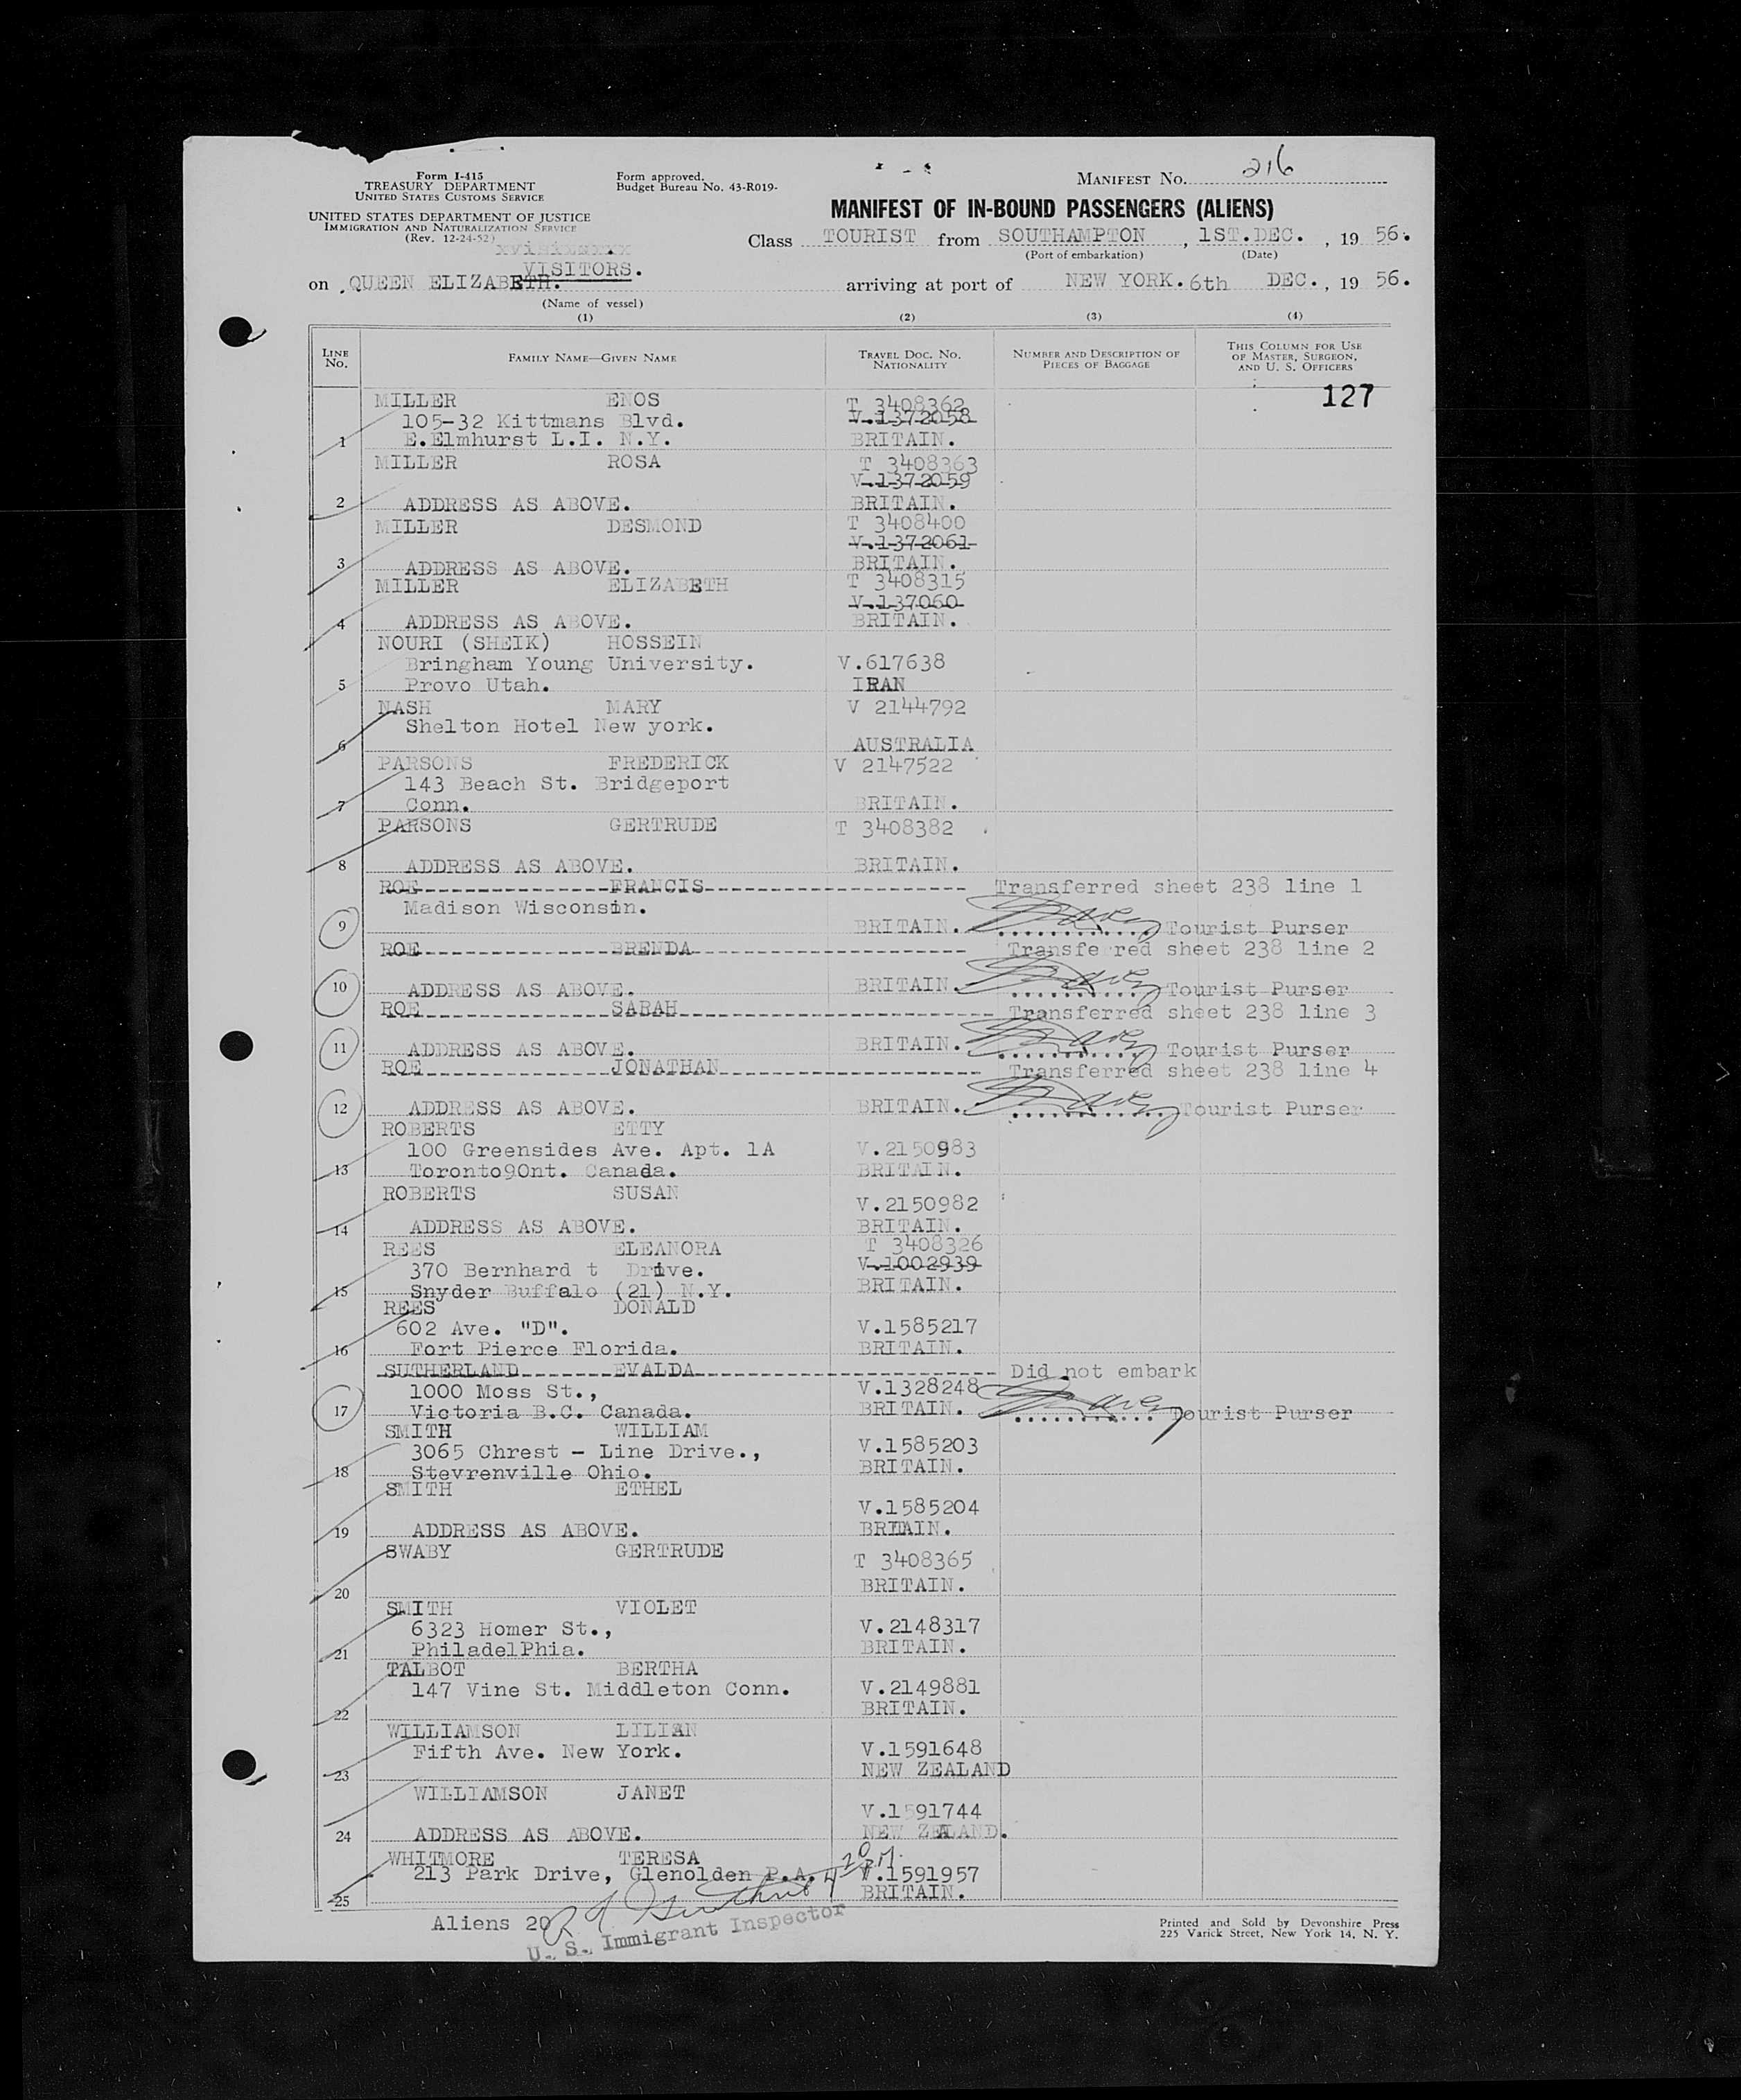 Form I-415
TREASURY DEPARTMENT
UNITED STATES CUSTOMS SERVICE
UNITED STATES DEPARTMENT OF JUSTICE
IMMIGRATION AND NATURALIZATION SERVICE
(Rev. 12-24-52)
Form approved.
Budget Bureau No. 43-R019-
MANIFEST No. 216
MANIFEST OF IN-BOUND PASSENGERS (ALIENS)
Class TOURIST from SOUTHAMPTON, 1ST.DEC., 19 56.
(Port of embarkation) (Date)
VISITORS.
on QUEEN ELIZABETH. arriving at port of NEW YORK. 6th DEC., 19 56.
(Name of vessel)
(1) (2) (3) (4)
LINE No. FAMILY NAME—GIVEN NAME TRAVEL DOC. NO. NATIONALITY NUMBER AND DESCRIPTION OF PIECES OF BAGGAGE THIS COLUMN FOR USE OF MASTER, SURGEON, AND U. S. OFFICERS
127
MILLER ENOS T 3408362
105-32 Kittmans Blvd. V.1372058
1 E.Elmhurst L.I. N.Y. BRITAIN.
MILLER ROSA T 3408363
V.1372059
2 ADDRESS AS ABOVE. BRITAIN.
MILLER DESMOND T 3408400
V.1372061
3 ADDRESS AS ABOVE. BRITAIN.
MILLER ELIZABETH T 3408315
V.137060
4 ADDRESS AS ABOVE. BRITAIN.
NOURI (SHEIK) HOSSEIN
Bringham Young University. V.617638
5 Provo Utah. IRAN
NASH MARY V 2144792
Shelton Hotel New york.
6 AUSTRALIA
PARSONS FREDERICK V 2147522
143 Beach St. Bridgeport
7 Conn. BRITAIN.
PARSONS GERTRUDE T 3408382
8 ADDRESS AS ABOVE. BRITAIN.
ROE FRANCIS Transferred sheet 238 line 1
Madison Wisconsin.
9 BRITAIN. Tourist Purser
ROE BRENDA Transfe red sheet 238 line 2
10 ADDRESS AS ABOVE. BRITAIN. Tourist Purser
ROE SARAH Transferred sheet 238 line 3
11 ADDRESS AS ABOVE. BRITAIN. Tourist Purser
ROE JONATHAN Transferred sheet 238 line 4
12 ADDRESS AS ABOVE. BRITAIN. Tourist Purser
ROBERTS ETTY
100 Greensides Ave. Apt. 1A V.2150983
13 Toronto9Ont. Canada. BRITAIN.
ROBERTS SUSAN
V.2150982
14 ADDRESS AS ABOVE. BRITAIN.
REES ELEANORA T 3408326
370 Bernhard t Drive. V.1002939
15 Snyder Buffalo (21) N.Y. BRITAIN.
REES DONALD
602 Ave. "D". V.1585217
16 Fort Pierce Florida. BRITAIN.
SUTHERLAND EVALDA Did not embark
1000 Moss St., V.1328248
17 Victoria B.C. Canada. BRITAIN. Tourist Purser
SMITH WILLIAM
3065 Chrest - Line Drive., V.1585203
18 Stevrenville Ohio. BRITAIN.
SMITH ETHEL
V.1585204
19 ADDRESS AS ABOVE. BRITAIN.
SWABY GERTRUDE T 3408365
20 BRITAIN.
SMITH VIOLET
6323 Homer St., V.2148317
21 PhiladelPhia. BRITAIN.
TALBOT BERTHA
147 Vine St. Middleton Conn. V.2149881
22 BRITAIN.
WILLIAMSON LILIAN
Fifth Ave. New York. V.1591648
23 NEW ZEALAND
WILLIAMSON JANET
V.1591744
24 ADDRESS AS ABOVE. NEW ZEALAND.
WHITMORE TERESA
213 Park Drive, Glenolden P.A. V.1591957
25 BRITAIN.
Aliens 20
U. S. Immigrant Inspector
Printed and Sold by Devonshire Press
225 Varick Street, New York 14, N. Y.